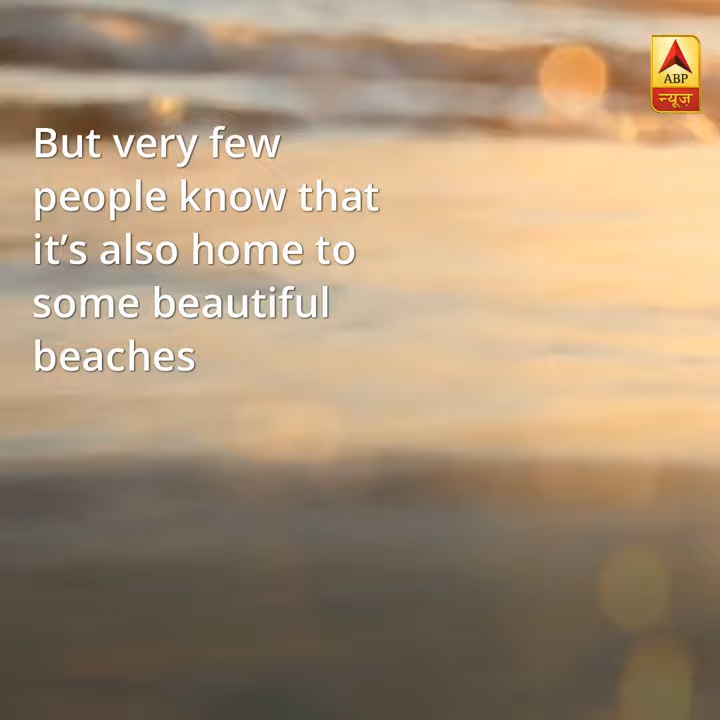 ABP
न्यूज़
But very few
people know that
it’s also home to
some beautiful
beaches